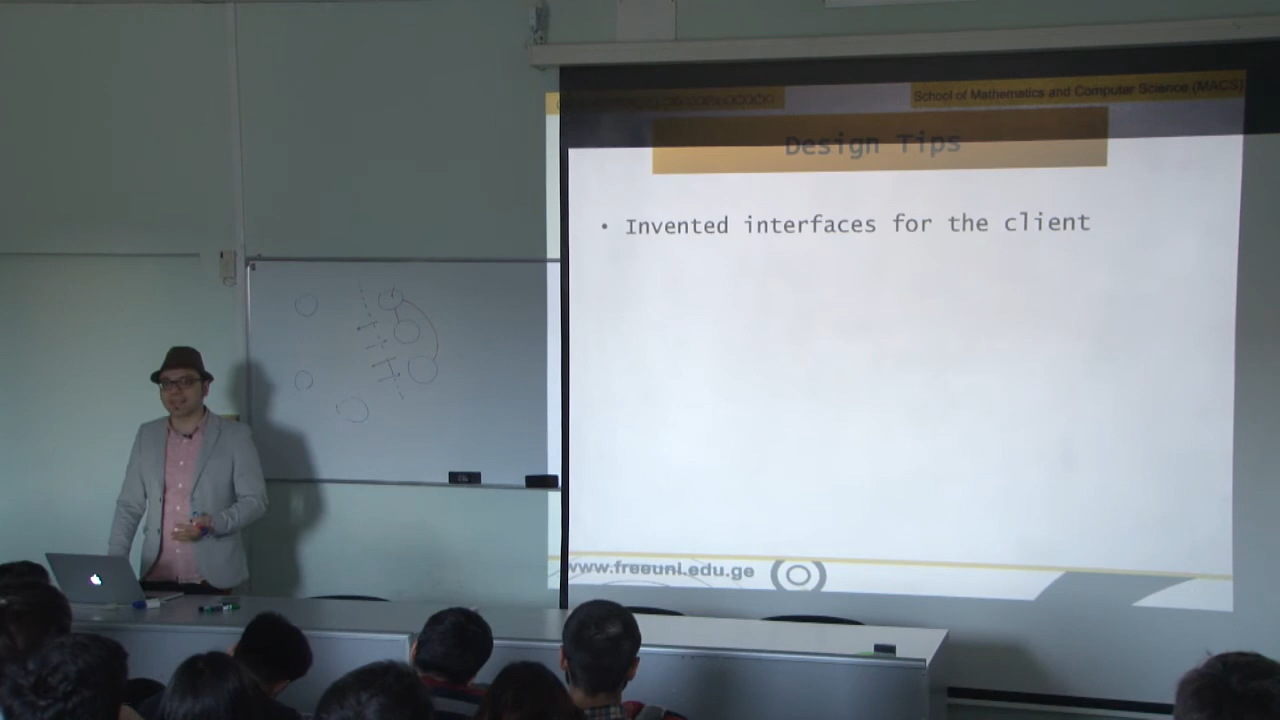 School of Mathematics and Computer Science (MACS)
Design Tips
• Invented interfaces for the client
www.freeuni.edu.ge